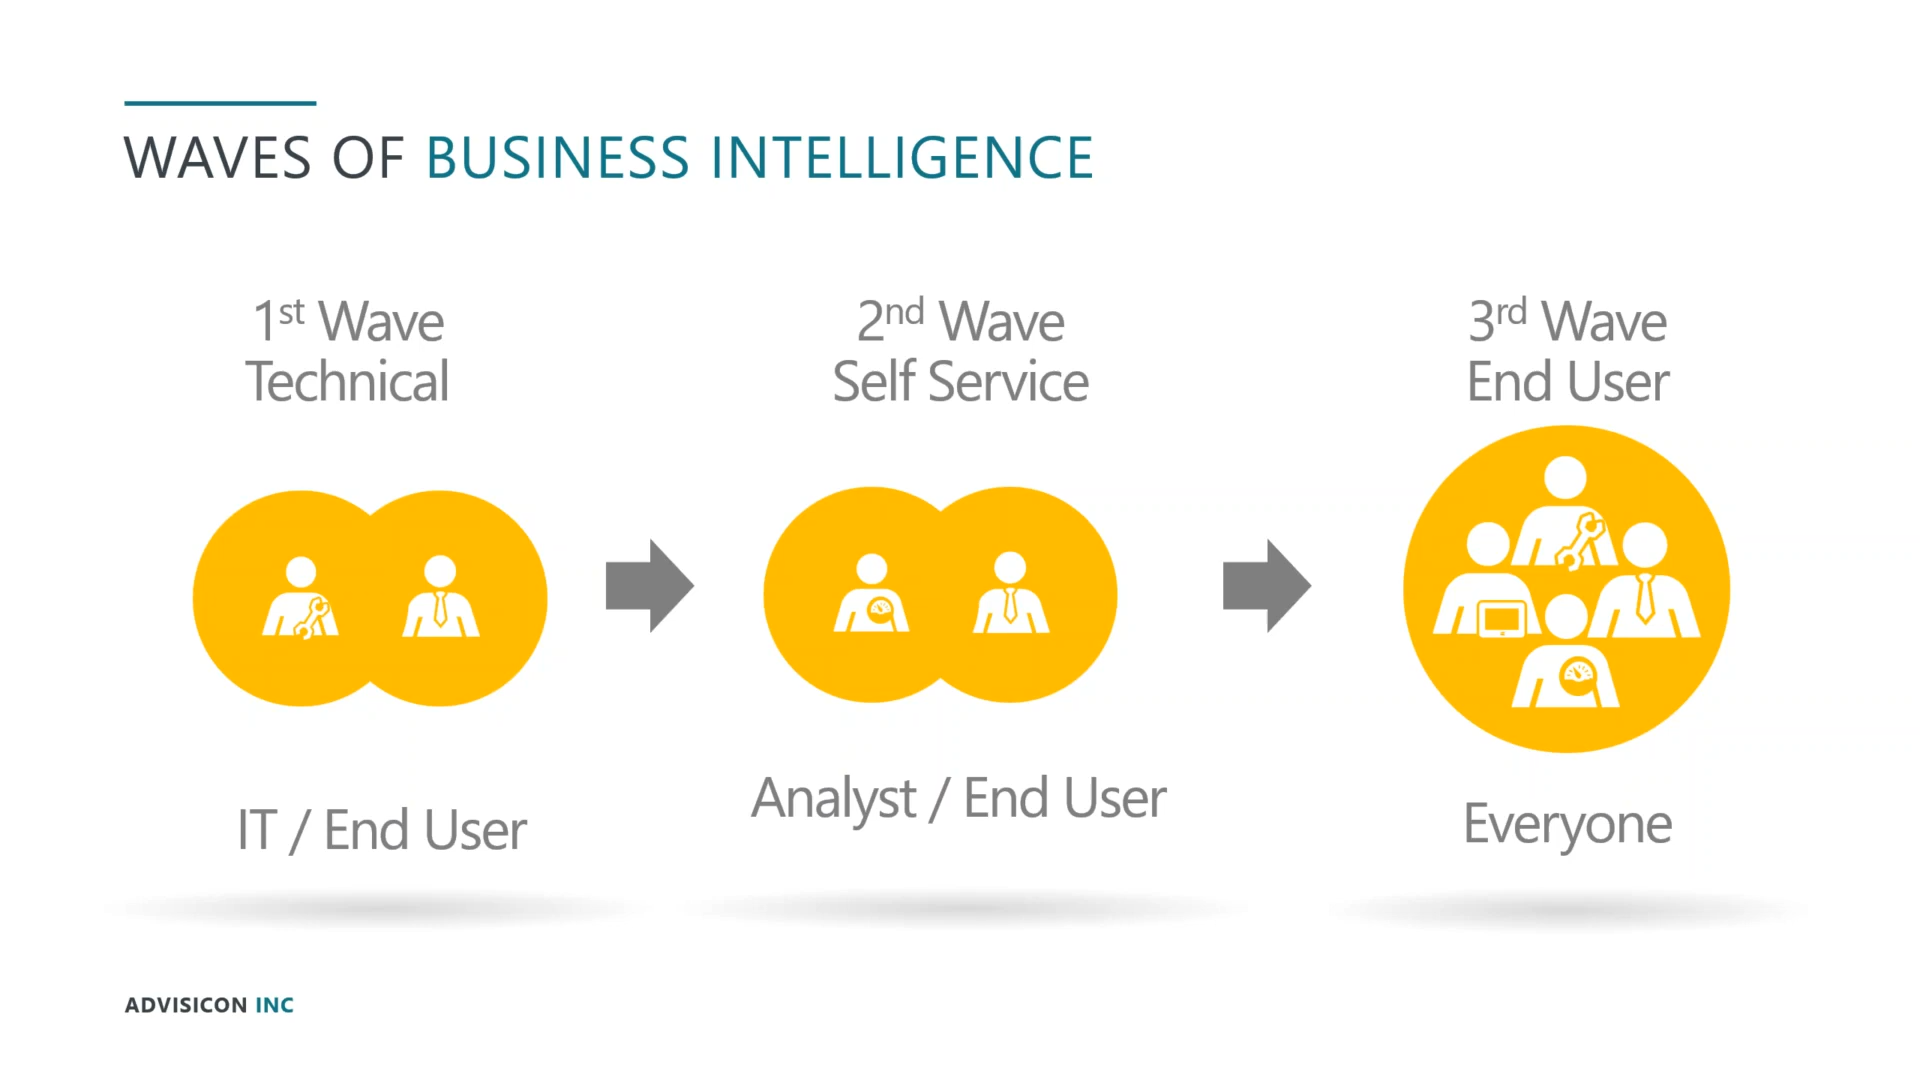 WAVES OF BUSINESS INTELLIGENCE
1st Wave
Technical
2nd Wave
Self Service
3rd Wave
End User
IT / End User
Analyst / End User
Everyone
ADVISICON INC